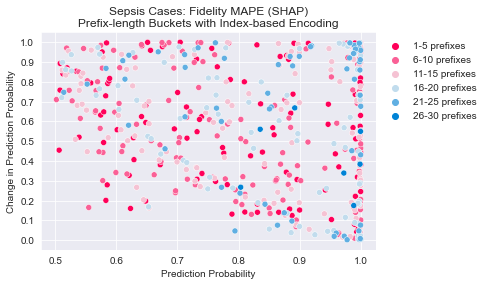 Sepsis Cases: Fidelity MAPE (SHAP)
Prefix-length Buckets with Index-based Encoding
1-5 prefixes
6-10 prefixes
11-15 prefixes
16-20 prefixes
21-25 prefixes
26-30 prefixes
Change in Prediction Probability
1.0
0.9
0.8
0.7
0.6
0.5
0.4
0.3
0.2
0.1
0.0
0.5 0.6 0.7 0.8 0.9 1.0
Prediction Probability